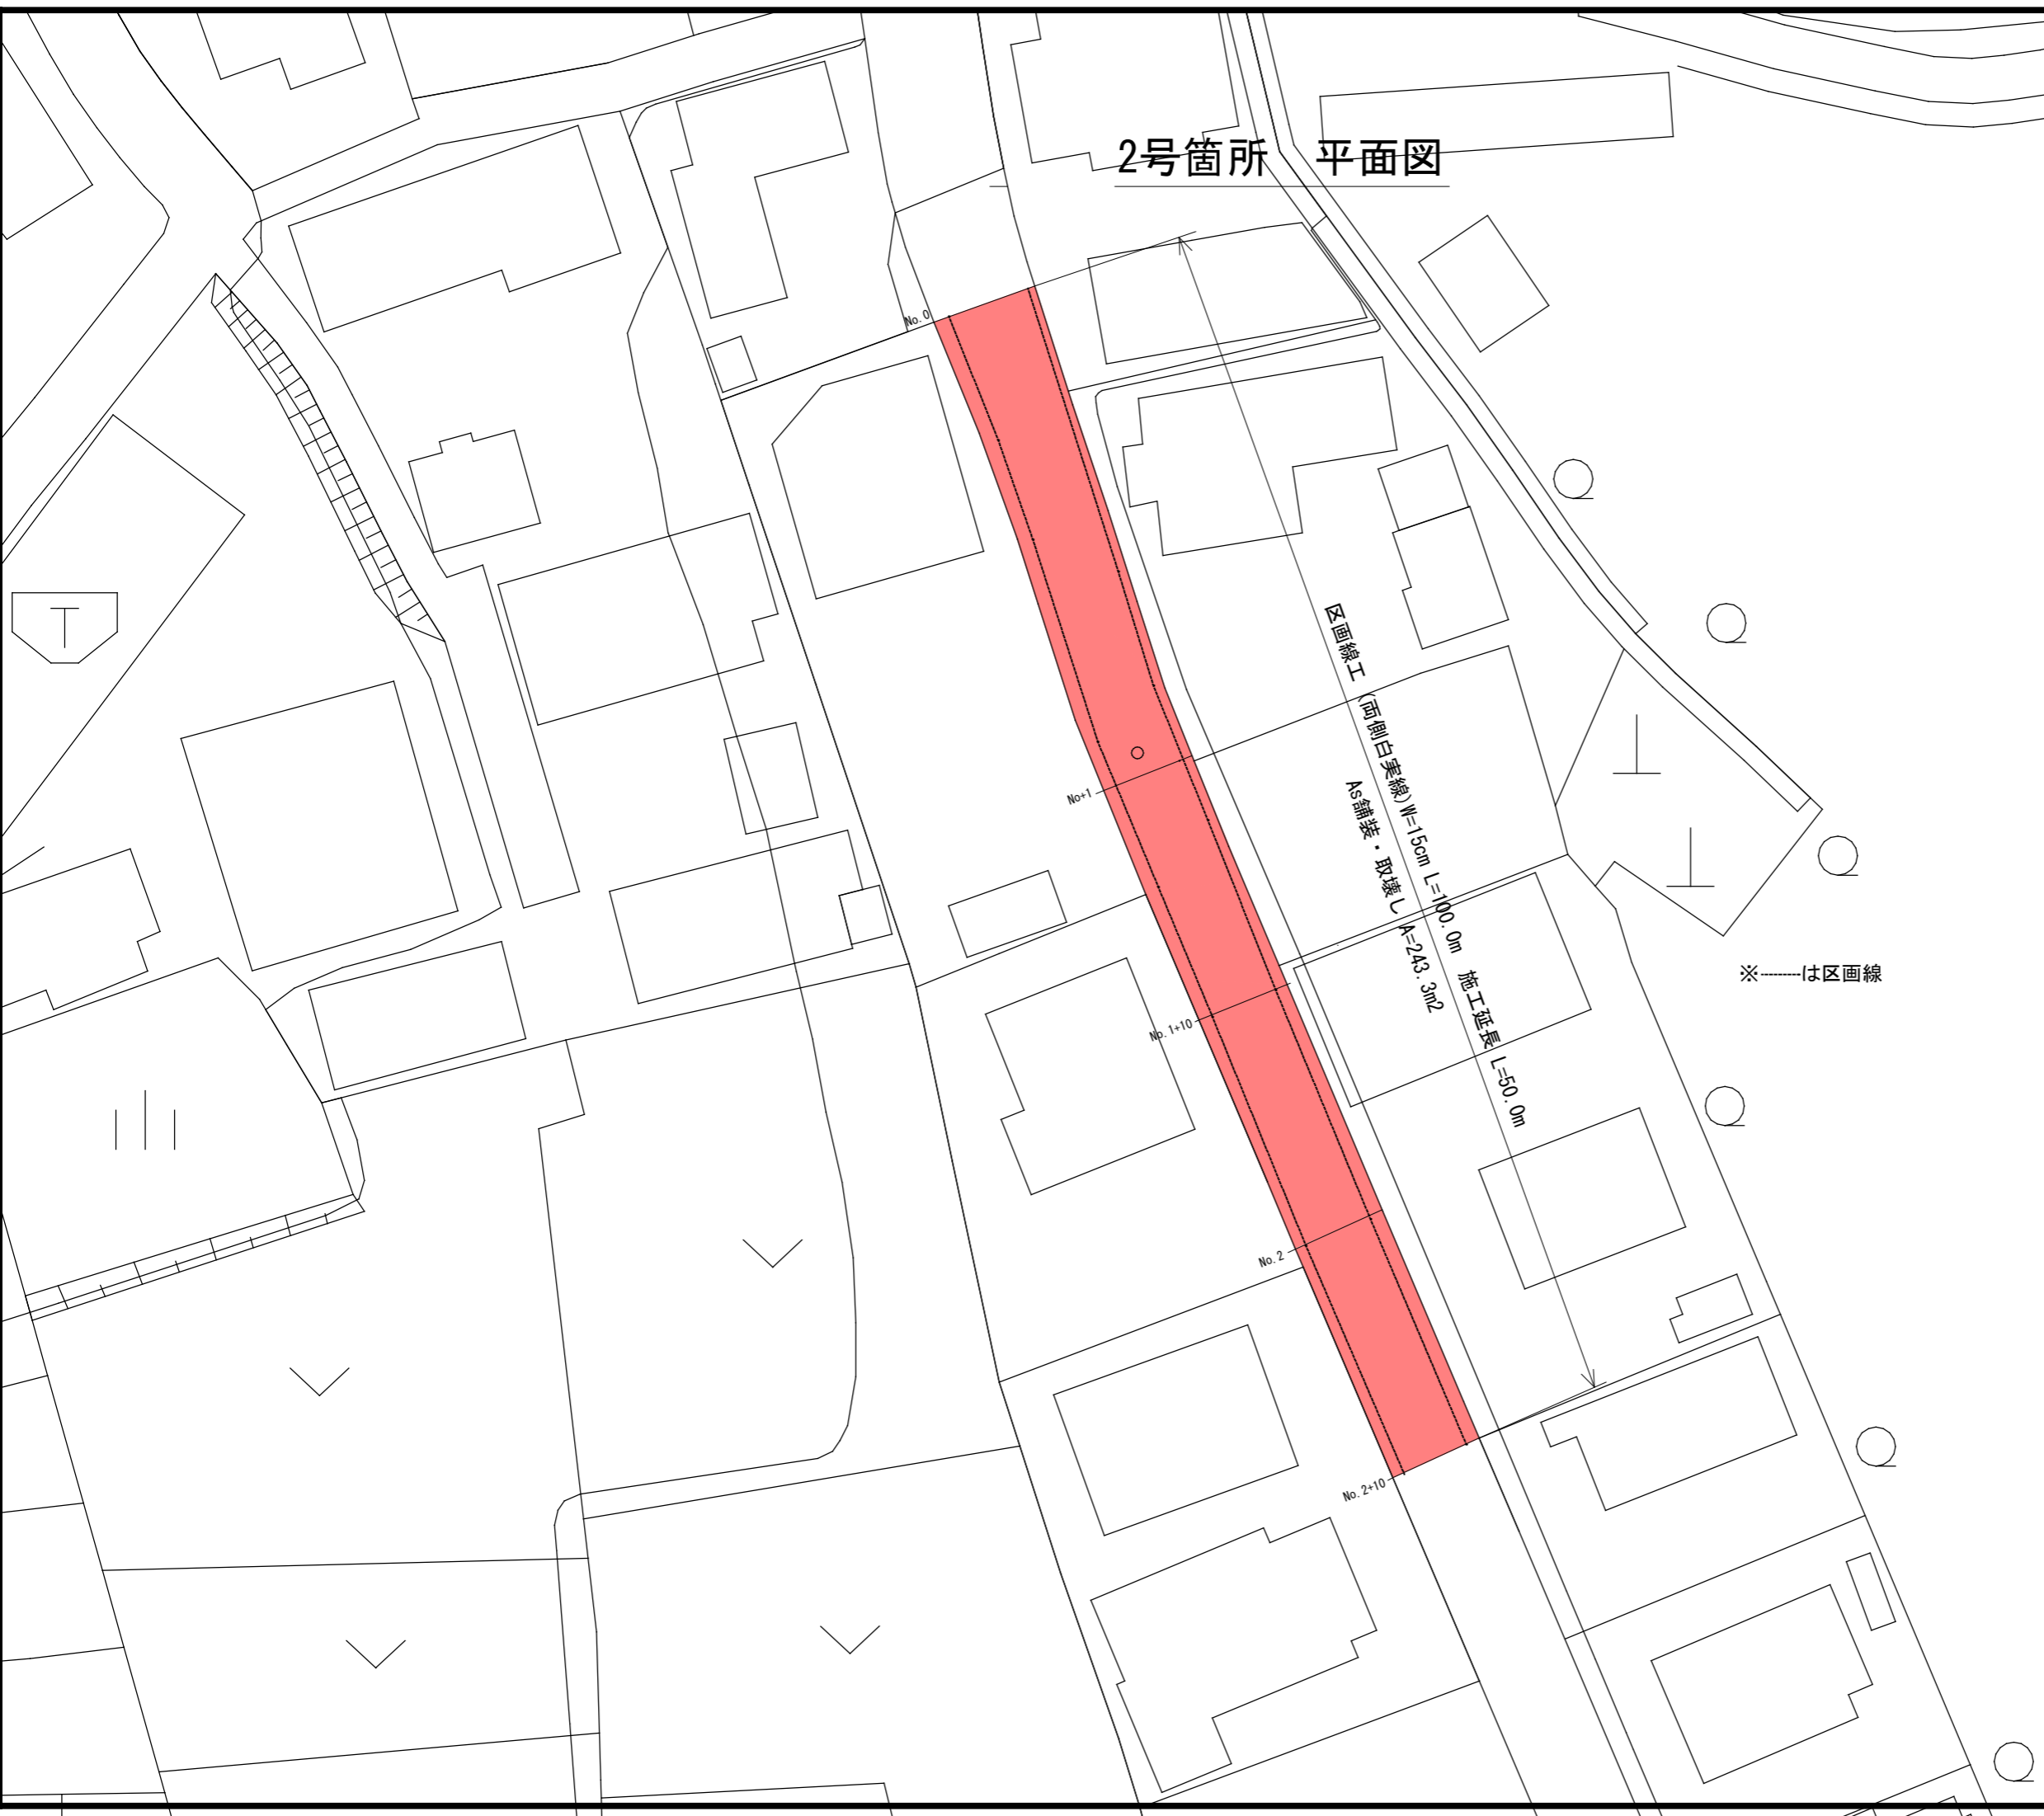 2号箇所　平面図
No.0
区画線工（両側白実線）W=15cm L=100.0m　施工延長 L=50.0m
As舗装・取壊し A=243.3m2
No+1
※--------は区画線
No.1+10
No.2
No.2+10